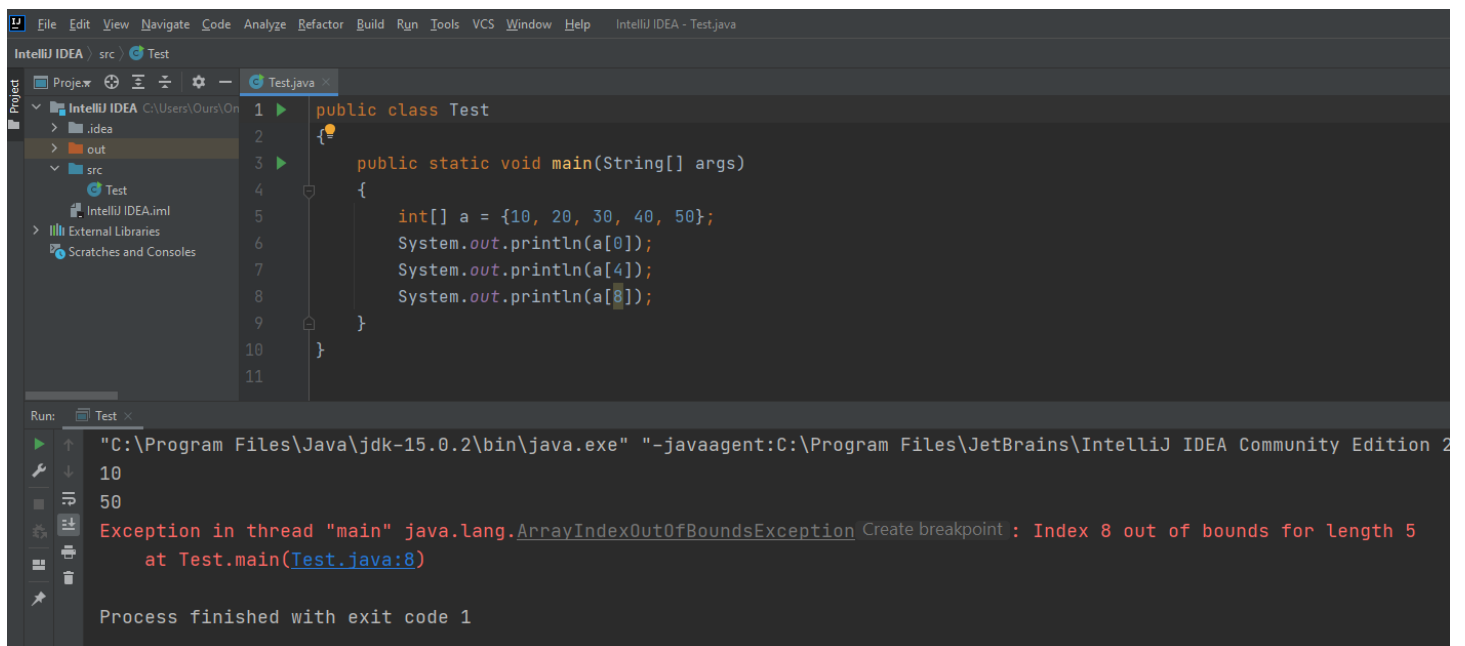 File Edit View Navigate Code Analyze Refactor Build Run Tools VCS Window Help IntelliJ IDEA - Test.java
IntelliJ IDEA src Test
Project
Proje
IntelliJ IDEA C:\Users\Ours\On
.idea
out
src
Test
IntelliJ IDEA.iml
External Libraries
Scratches and Consoles
Test.java
1 public class Test
2 {
3 public static void main(String[] args)
4 {
5 int[] a = {10, 20, 30, 40, 50};
6 System.out.println(a[0]);
7 System.out.println(a[4]);
8 System.out.println(a[8]);
9 }
10 }
11
Run: Test
"C:\Program Files\Java\jdk-15.0.2\bin\java.exe" "-javaagent:C:\Program Files\JetBrains\IntelliJ IDEA Community Edition 2
10
50
Exception in thread "main" java.lang.ArrayIndexOutOfBoundsException Create breakpoint : Index 8 out of bounds for length 5
at Test.main(Test.java:8)
Process finished with exit code 1